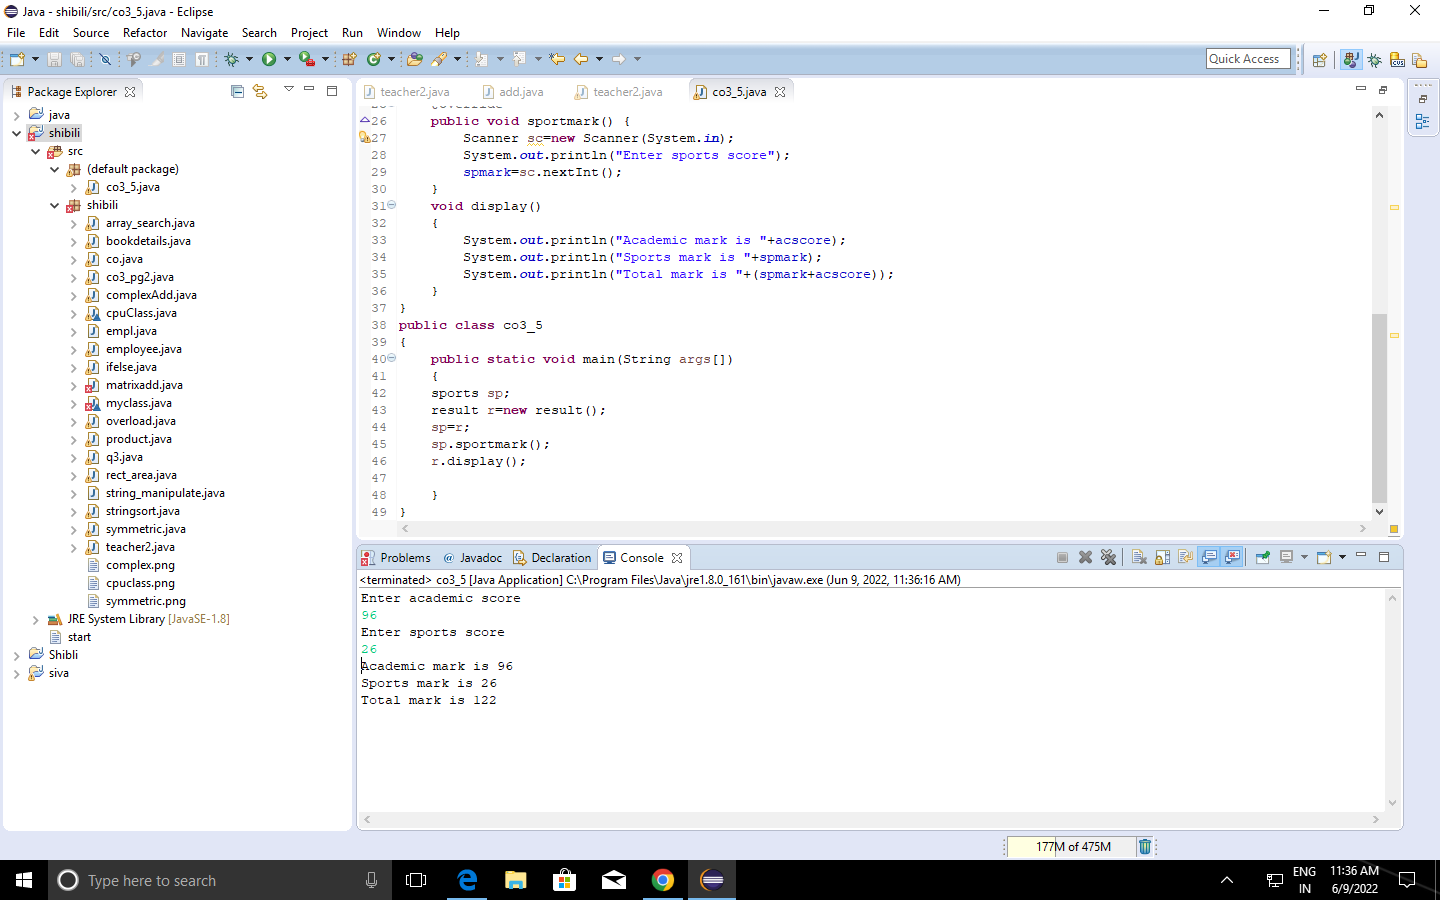 Java - shibili/src/co3_5.java - Eclipse
File Edit Source Refactor Navigate Search Project Run Window Help
Quick Access
Package Explorer
java
shibili
src
(default package)
co3_5.java
shibili
array_search.java
bookdetails.java
co.java
co3_pg2.java
complexAdd.java
cpuClass.java
empl.java
employee.java
ifelse.java
matrixadd.java
myclass.java
overload.java
product.java
q3.java
rect_area.java
string_manipulate.java
stringsort.java
symmetric.java
teacher2.java
complex.png
cpuclass.png
symmetric.png
JRE System Library [JavaSE-1.8]
start
Shibli
siva
teacher2.java add.java teacher2.java co3_5.java
26 public void sportmark() {
27 Scanner sc=new Scanner(System.in);
28 System.out.println("Enter sports score");
29 spmark=sc.nextInt();
30 }
31 void display()
32 {
33 System.out.println("Academic mark is "+acscore);
34 System.out.println("Sports mark is "+spmark);
35 System.out.println("Total mark is "+(spmark+acscore));
36 }
37 }
38 public class co3_5
39 {
40 public static void main(String args[])
41 {
42 sports sp;
43 result r=new result();
44 sp=r;
45 sp.sportmark();
46 r.display();
47
48 }
49 }
Problems @ Javadoc Declaration Console
<terminated> co3_5 [Java Application] C:\Program Files\Java\jre1.8.0_161\bin\javaw.exe (Jun 9, 2022, 11:36:16 AM)
Enter academic score
96
Enter sports score
26
Academic mark is 96
Sports mark is 26
Total mark is 122
177M of 475M
Type here to search
ENG
IN
11:36 AM
6/9/2022